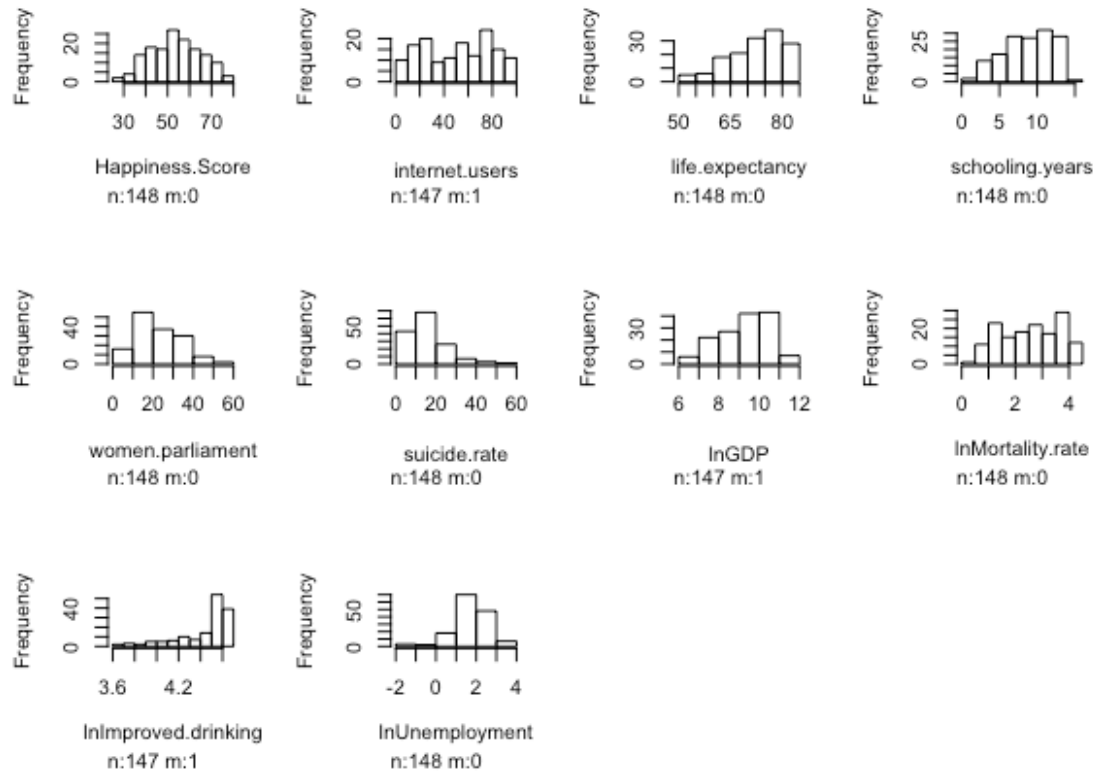 Frequency
0 20
30 50 70
Happiness.Score
n:148 m:0
Frequency
0 20
0 40 80
internet.users
n:147 m:1
Frequency
0 30
50 65 80
life.expectancy
n:148 m:0
Frequency
0 25
0 5 10
schooling.years
n:148 m:0
Frequency
0 40
0 20 40 60
women.parliament
n:148 m:0
Frequency
0 50
0 20 40 60
suicide.rate
n:148 m:0
Frequency
0 30
6 8 10 12
lnGDP
n:147 m:1
Frequency
0 20
0 2 4
lnMortality.rate
n:148 m:0
Frequency
0 40
3.6 4.2
lnImproved.drinking
n:147 m:1
Frequency
0 50
-2 0 2 4
lnUnemployment
n:148 m:0